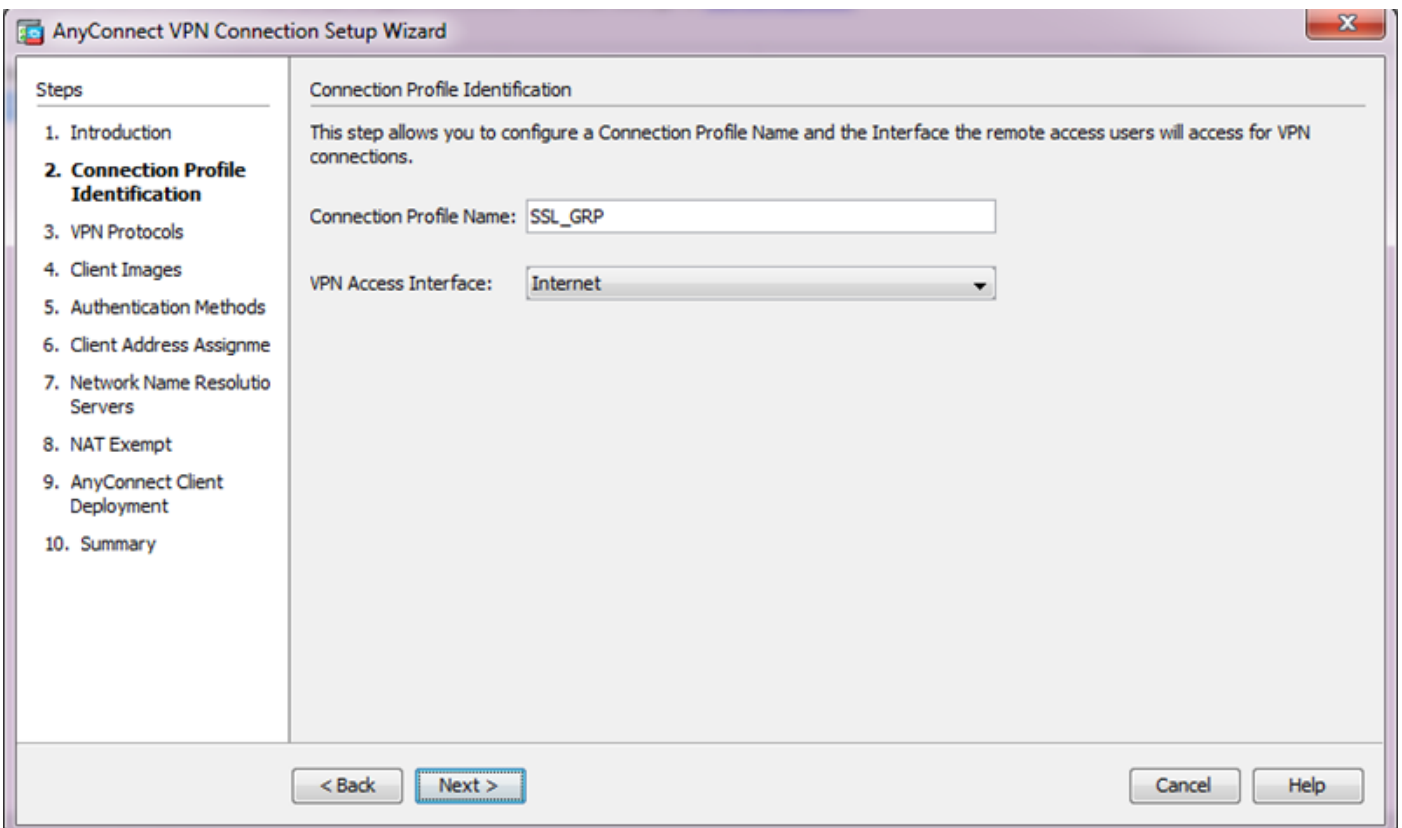 AnyConnect VPN Connection Setup Wizard
Steps
1. Introduction
2. Connection Profile
Identification
3. VPN Protocols
4. Client Images
5. Authentication Methods
6. Client Address Assignme
7. Network Name Resolutio
Servers
8. NAT Exempt
9. AnyConnect Client
Deployment
10. Summary
Connection Profile Identification
This step allows you to configure a Connection Profile Name and the Interface the remote access users will access for VPN
connections.
Connection Profile Name: SSL_GRP
VPN Access Interface: Internet
< Back Next > Cancel Help